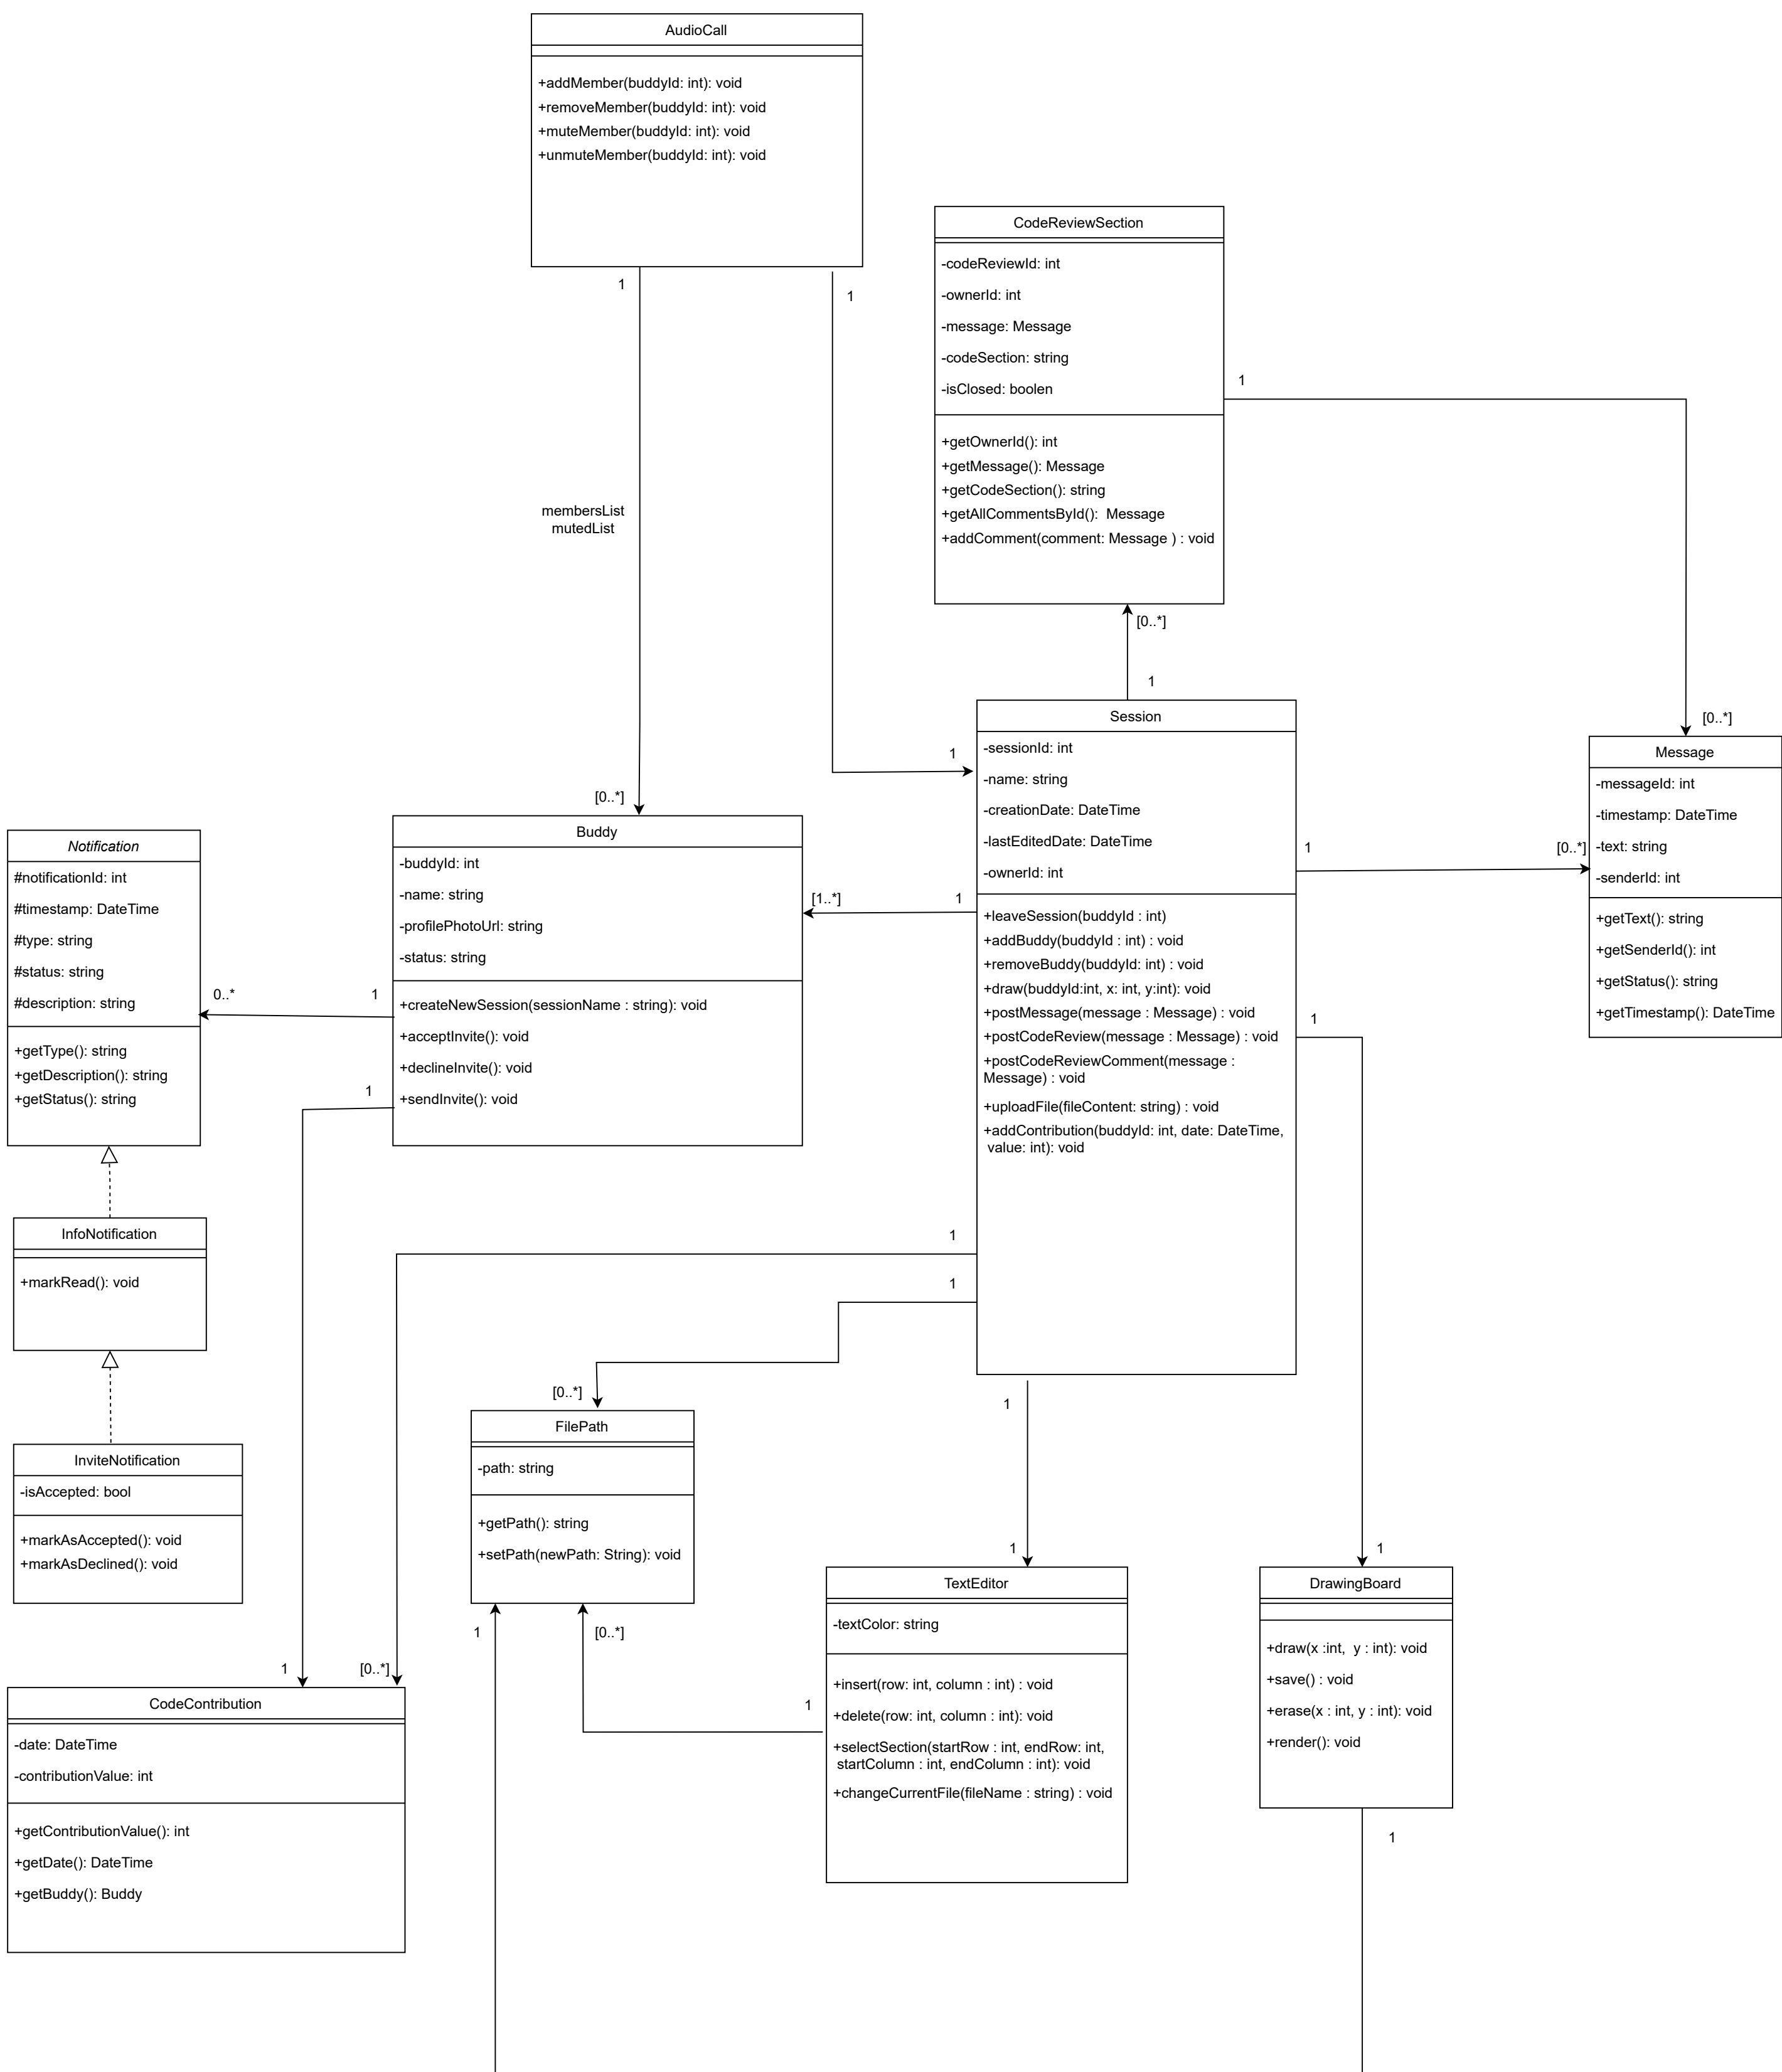 AudioCall
+addMember(buddyId: int): void
+removeMember(buddyId: int): void
+muteMember(buddyId: int): void
+unmuteMember(buddyId: int): void
1
1
membersList
mutedList
[0..*]
1
CodeReviewSection
-codeReviewId: int
-ownerId: int
-message: Message
-codeSection: string
-isClosed: boolen
+getOwnerId(): int
+getMessage(): Message
+getCodeSection(): string
+getAllCommentsById():  Message
+addComment(comment: Message ) : void
1
[0..*]
[0..*]
1
Session
-sessionId: int
-name: string
-creationDate: DateTime
-lastEditedDate: DateTime
-ownerId: int
+leaveSession(buddyId : int)
+addBuddy(buddyId : int) : void
+removeBuddy(buddyId: int) : void
+draw(buddyId:int, x: int, y:int): void
+postMessage(message : Message) : void
+postCodeReview(message : Message) : void
+postCodeReviewComment(message :
Message) : void
+uploadFile(fileContent: string) : void
+addContribution(buddyId: int, date: DateTime,
value: int): void
1
[0..*]
Message
-messageId: int
-timestamp: DateTime
-text: string
-senderId: int
+getText(): string
+getSenderId(): int
+getStatus(): string
+getTimestamp(): DateTime
[1..*]
1
1
Buddy
-buddyId: int
-name: string
-profilePhotoUrl: string
-status: string
+createNewSession(sessionName : string): void
+acceptInvite(): void
+declineInvite(): void
+sendInvite(): void
0..*
1
1
Notification
#notificationId: int
#timestamp: DateTime
#type: string
#status: string
#description: string
+getType(): string
+getDescription(): string
+getStatus(): string
InfoNotification
+markRead(): void
InviteNotification
-isAccepted: bool
+markAsAccepted(): void
+markAsDeclined(): void
1
1
[0..*]
FilePath
-path: string
+getPath(): string
+setPath(newPath: String): void
1
[0..*]
1
1
1
TextEditor
-textColor: string
+insert(row: int, column : int) : void
+delete(row: int, column : int): void
+selectSection(startRow : int, endRow: int,
startColumn : int, endColumn : int): void
+changeCurrentFile(fileName : string) : void
1
DrawingBoard
+draw(x :int,  y : int): void
+save() : void
+erase(x : int, y : int): void
+render(): void
1
1
[0..*]
CodeContribution
-date: DateTime
-contributionValue: int
+getContributionValue(): int
+getDate(): DateTime
+getBuddy(): Buddy